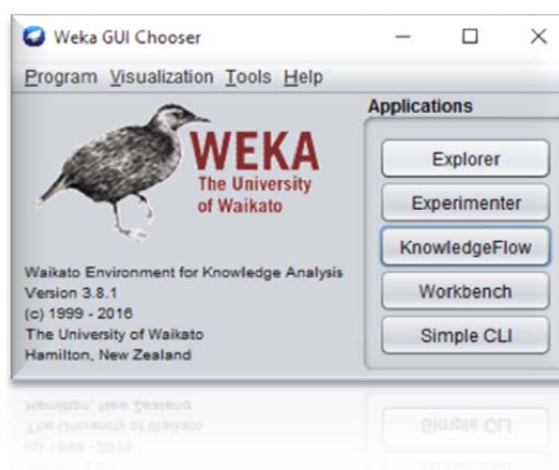 Weka GUI Chooser
Program Visualization Tools Help
Applications
WEKA
The University
of Waikato
Explorer
Experimenter
KnowledgeFlow
Workbench
Simple CLI
Waikato Environment for Knowledge Analysis
Version 3.8.1
(c) 1999 - 2016
The University of Waikato
Hamilton, New Zealand